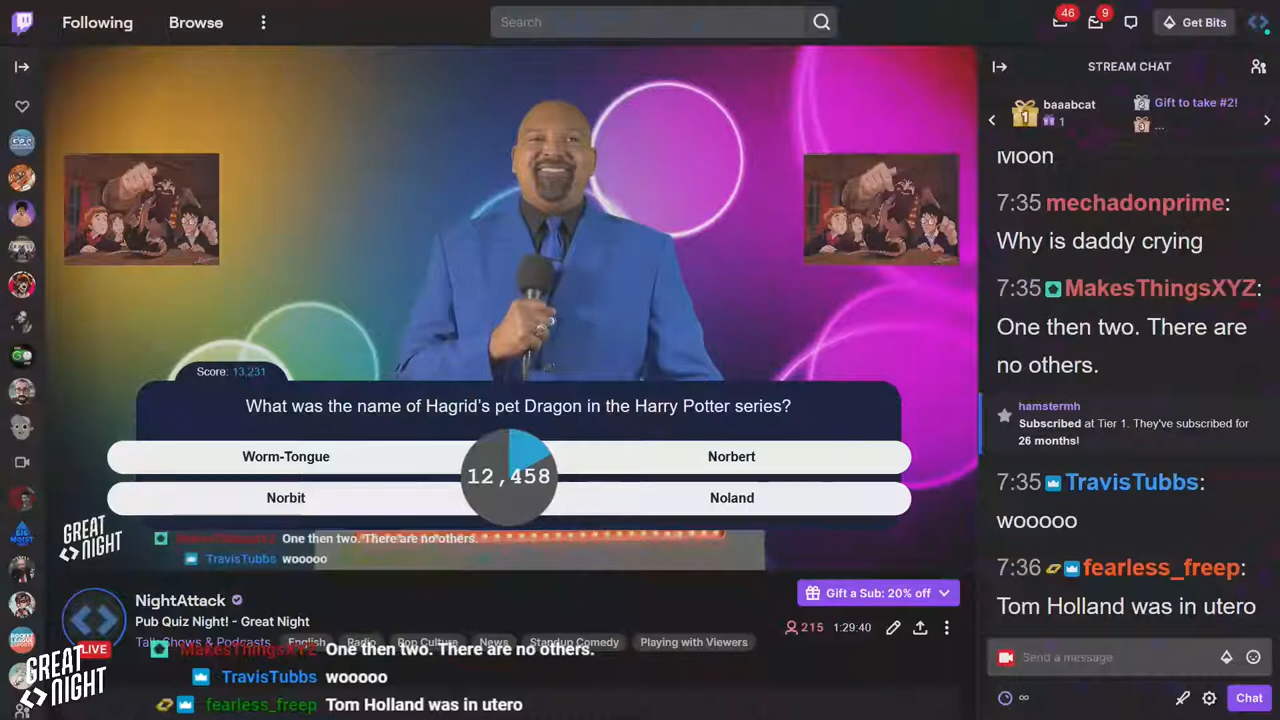 Following
Browse
Search
46
9
Get Bits
STREAM CHAT
baaabcat
1
Gift to take #2!
...
Moon
7:35 mechadonprime:
Why is daddy crying
7:35 MakesThingsXYZ:
One then two. There are
no others.
hamstermh
Subscribed at Tier 1. They've subscribed for
26 months!
7:35 TravisTubbs:
wooooo
7:36 fearless_freep:
Tom Holland was in utero
Send a message
Chat
Score: 13,231
What was the name of Hagrid's pet Dragon in the Harry Potter series?
Worm-Tongue
Norbert
12,458
Norbit
Noland
GREAT
NIGHT
MakesThingsXYZ One then two. There are no others.
TravisTubbs wooooo
NightAttack
Pub Quiz Night! - Great Night
Talk Shows & Podcasts
English
Radio
Pop Culture
News
Standup Comedy
Playing with Viewers
Gift a Sub: 20% off
215
1:29:40
LIVE
MakesThingsXYZ One then two. There are no others.
TravisTubbs wooooo
fearless_freep Tom Holland was in utero
GREAT
NIGHT